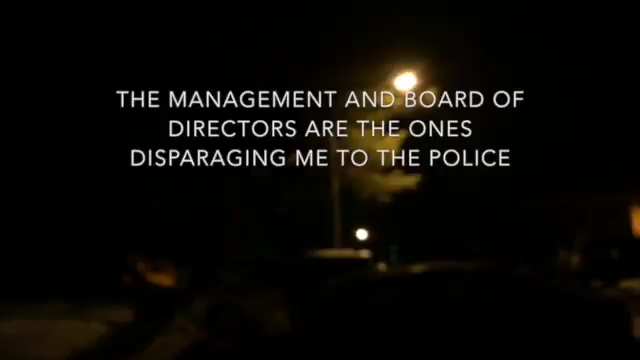 THE MANAGEMENT AND BOARD OF
DIRECTORS ARE THE ONES
DISPARAGING ME TO THE POLICE